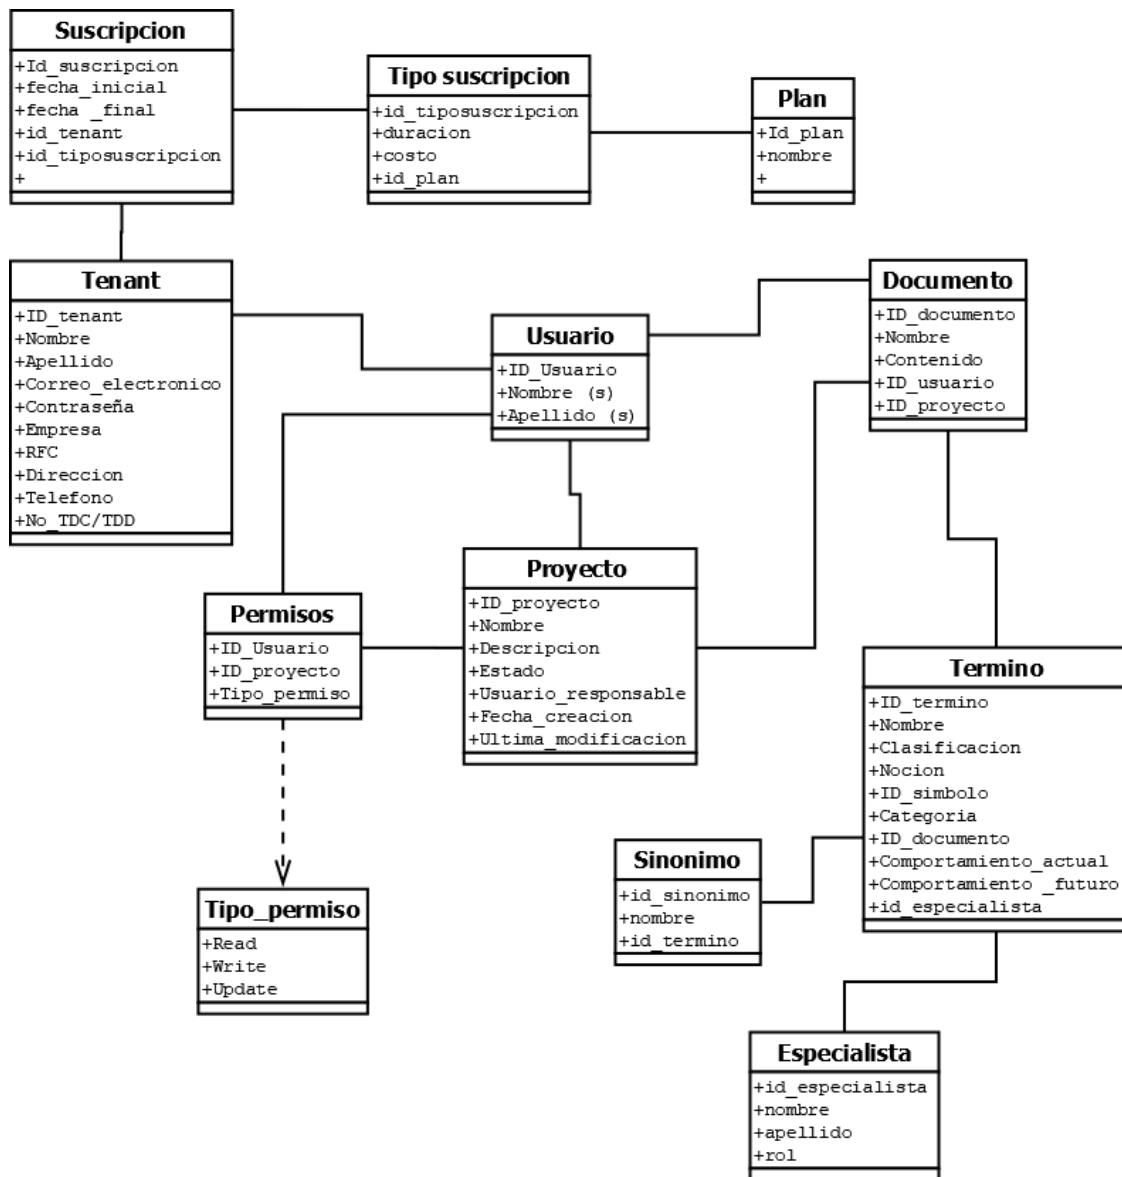 Suscripcion
+Id_suscripcion
+fecha_inicial
+fecha _final
+id_tenant
+id_tiposuscripcion
+
Tipo suscripcion
+id_tiposuscripcion
+duracion
+costo
+id_plan
Plan
+Id_plan
+nombre
+
Tenant
+ID_tenant
+Nombre
+Apellido
+Correo_electronico
+Contraseña
+Empresa
+RFC
+Direccion
+Telefono
+No_TDC/TDD
Usuario
+ID_Usuario
+Nombre (s)
+Apellido (s)
Documento
+ID_documento
+Nombre
+Contenido
+ID_usuario
+ID_proyecto
Permisos
+ID_Usuario
+ID_proyecto
+Tipo_permiso
Proyecto
+ID_proyecto
+Nombre
+Descripcion
+Estado
+Usuario_responsable
+Fecha_creacion
+Ultima_modificacion
Termino
+ID_termino
+Nombre
+Clasificacion
+Nocion
+ID_simbolo
+Categoria
+ID_documento
+Comportamiento_actual
+Comportamiento _futuro
+id_especialista
Sinonimo
+id_sinonimo
+nombre
+id_termino
Tipo_permiso
+Read
+Write
+Update
Especialista
+id_especialista
+nombre
+apellido
+rol